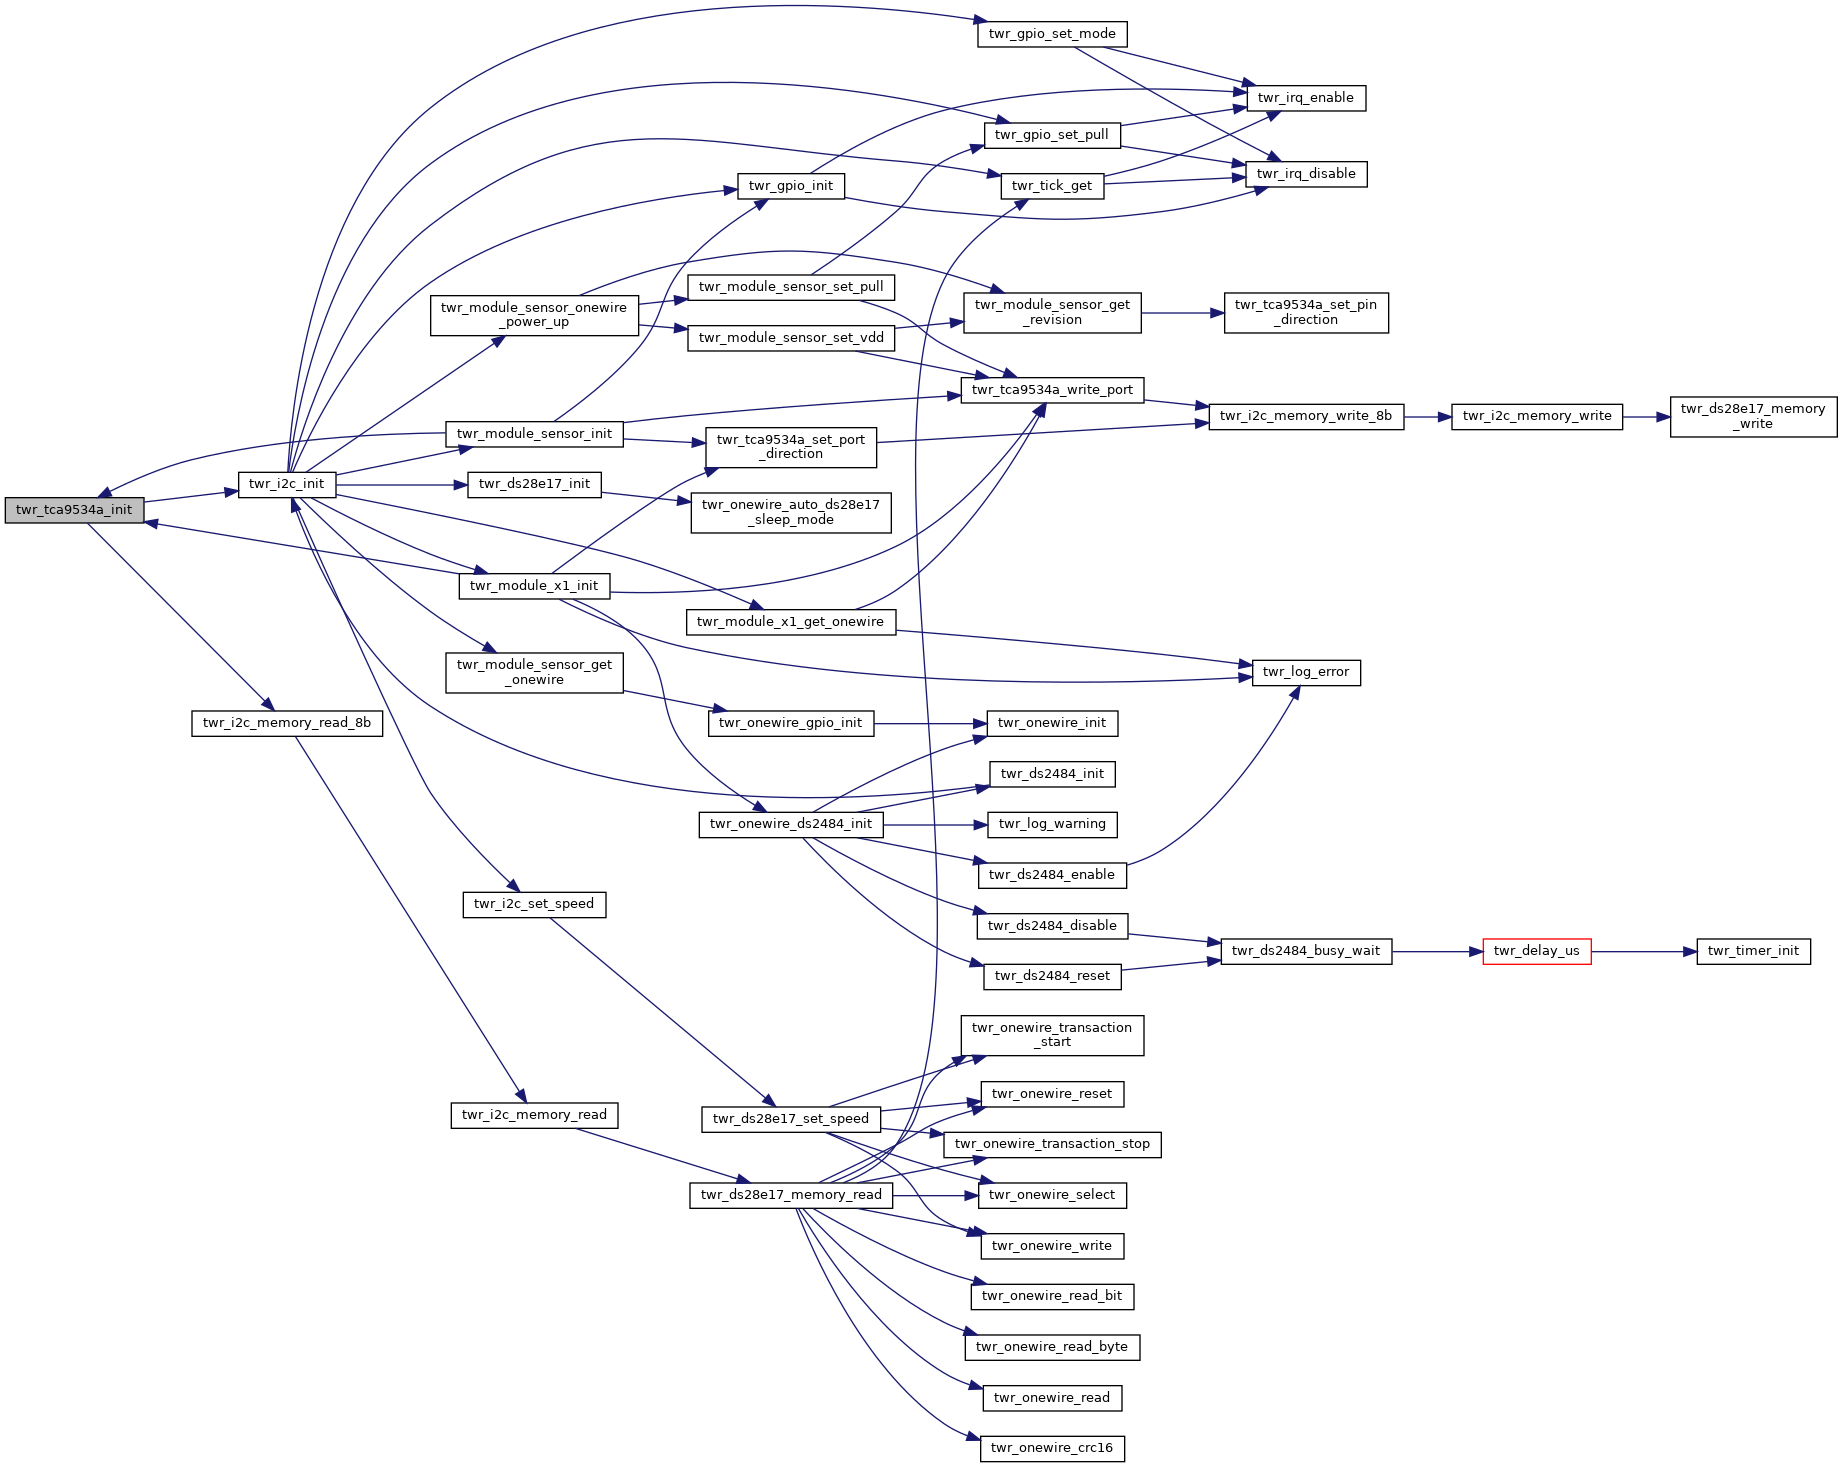 twr_gpio_set_mode
twr_irq_enable
twr_gpio_set_pull
twr_irq_disable
twr_gpio_init
twr_tick_get
twr_module_sensor_set_pull
twr_module_sensor_onewire
_power_up
twr_module_sensor_get
_revision
twr_tca9534a_set_pin
_direction
twr_module_sensor_set_vdd
twr_tca9534a_write_port
twr_i2c_memory_write_8b
twr_i2c_memory_write
twr_ds28e17_memory
_write
twr_module_sensor_init
twr_tca9534a_set_port
_direction
twr_i2c_init
twr_ds28e17_init
twr_tca9534a_init
twr_onewire_auto_ds28e17
_sleep_mode
twr_module_x1_init
twr_module_x1_get_onewire
twr_module_sensor_get
_onewire
twr_log_error
twr_i2c_memory_read_8b
twr_onewire_gpio_init
twr_onewire_init
twr_ds2484_init
twr_onewire_ds2484_init
twr_log_warning
twr_ds2484_enable
twr_i2c_set_speed
twr_ds2484_disable
twr_ds2484_busy_wait
twr_delay_us
twr_timer_init
twr_ds2484_reset
twr_onewire_transaction
_start
twr_onewire_reset
twr_i2c_memory_read
twr_ds28e17_set_speed
twr_onewire_transaction_stop
twr_ds28e17_memory_read
twr_onewire_select
twr_onewire_write
twr_onewire_read_bit
twr_onewire_read_byte
twr_onewire_read
twr_onewire_crc16